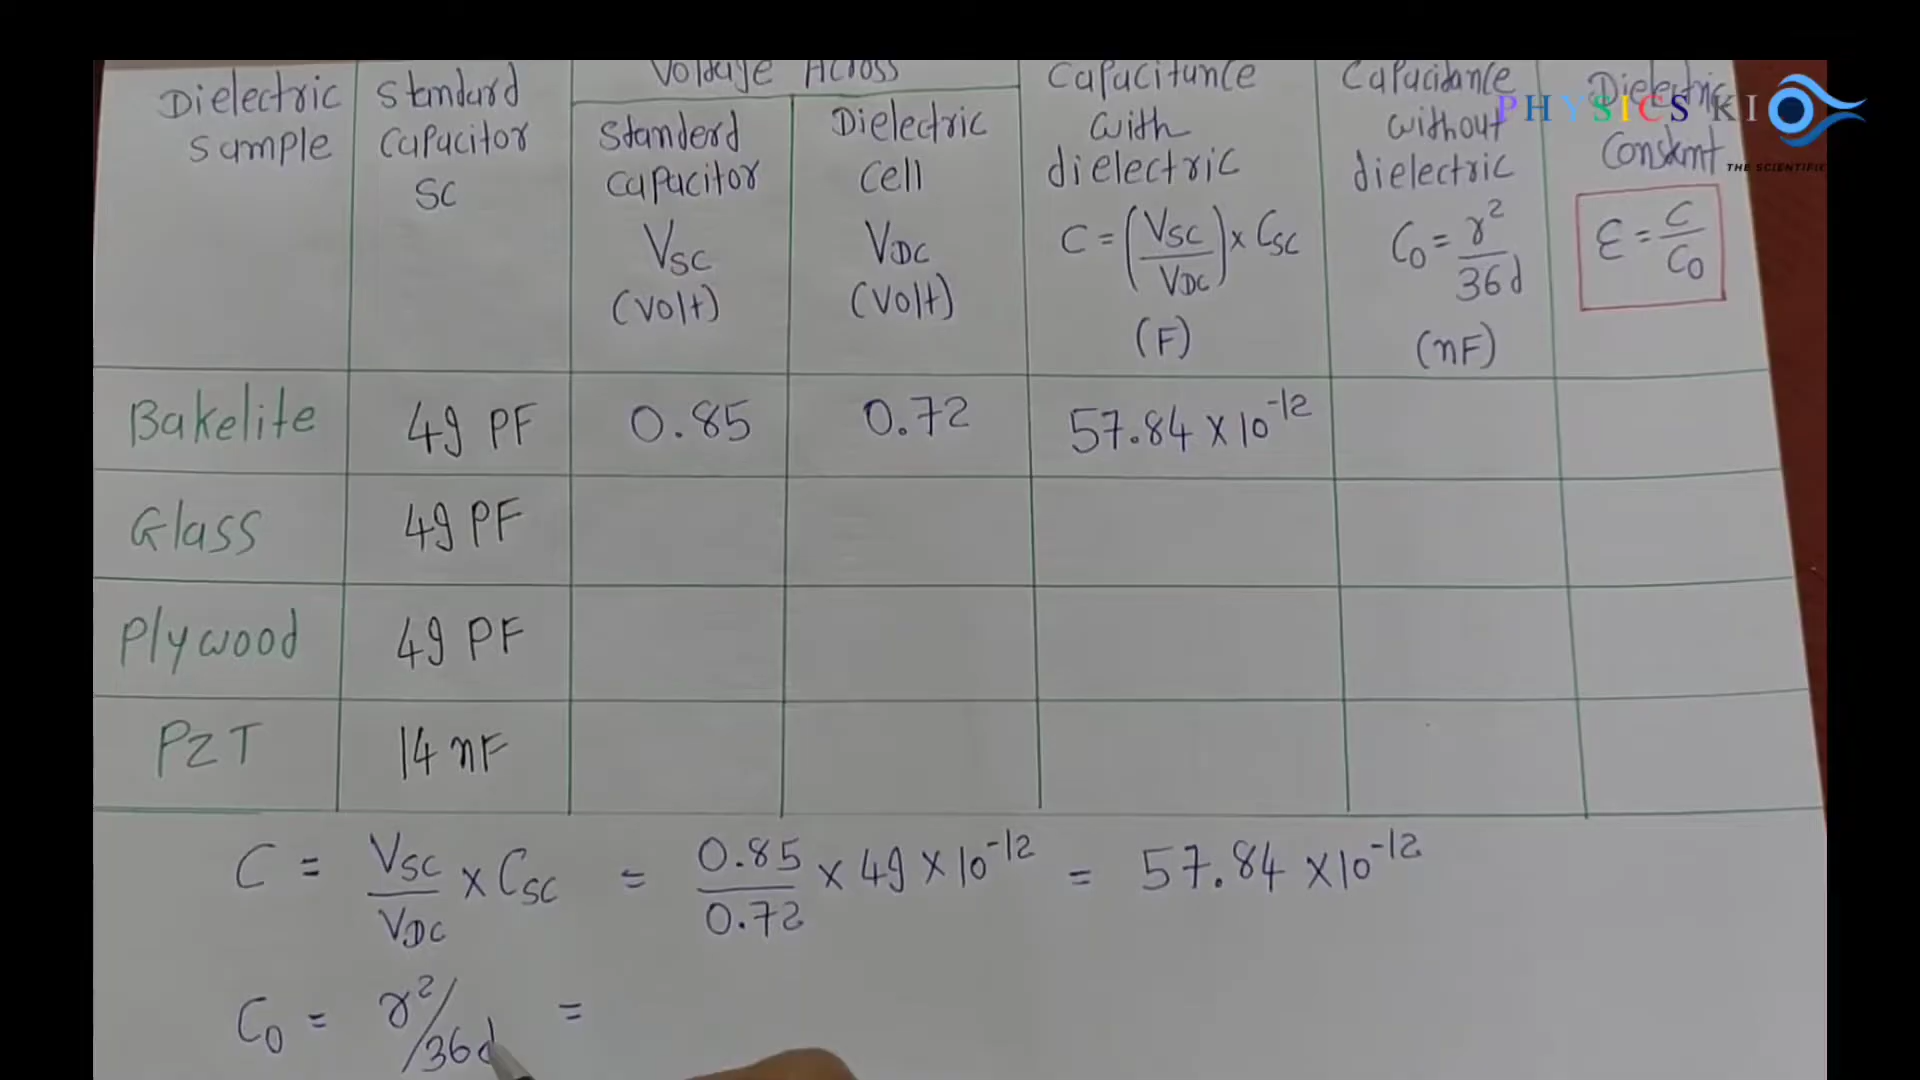 Dielectric sample
Standard Capacitor SC
Voltage Across
Standerd Capacitor VSC (volt)
Dielectric Cell VDC (Volt)
Capacitance with dielectric C = (VSC/VDC) × CSC (F)
Capacitance without dielectric C0 = r²/36d (nF)
Dielectric Constant ε = C/C0
PHYSICS KI
THE SCIENTIFIC
Bakelite 49 PF 0.85 0.72 57.84 × 10⁻¹²
Glass 49 PF
Plywood 49 PF
PZT 14 nF
C = VSC/VDC × CSC = 0.85/0.72 × 49 × 10⁻¹² = 57.84 × 10⁻¹²
C0 = r²/36d =